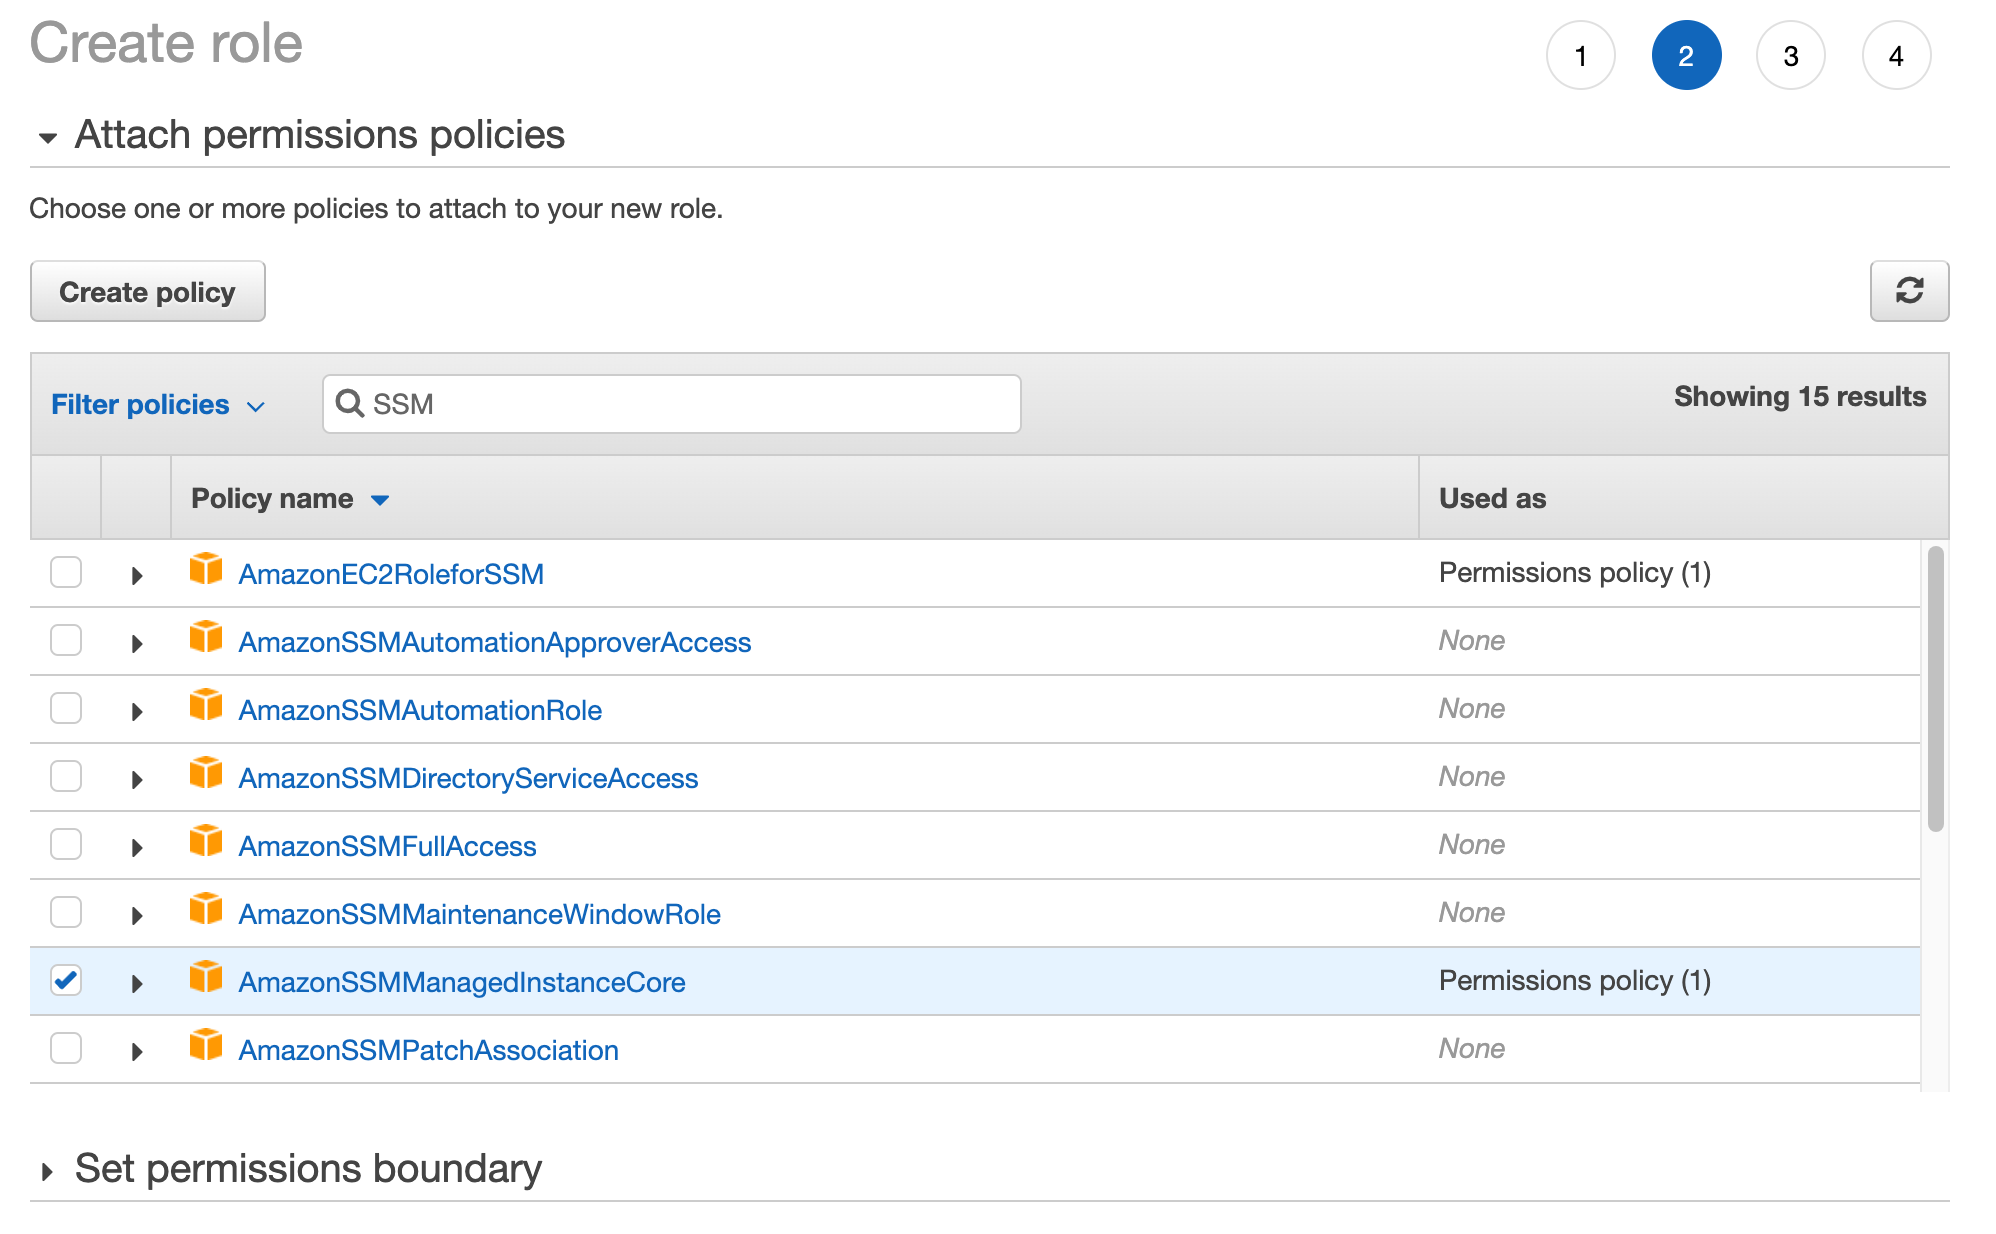 Create role
1 2 3 4
Attach permissions policies
Choose one or more policies to attach to your new role.
Create policy
Filter policies SSM Showing 15 results
Policy name Used as
AmazonEC2RoleforSSM Permissions policy (1)
AmazonSSMAutomationApproverAccess None
AmazonSSMAutomationRole None
AmazonSSMDirectoryServiceAccess None
AmazonSSMFullAccess None
AmazonSSMMaintenanceWindowRole None
AmazonSSMManagedInstanceCore Permissions policy (1)
AmazonSSMPatchAssociation None
Set permissions boundary